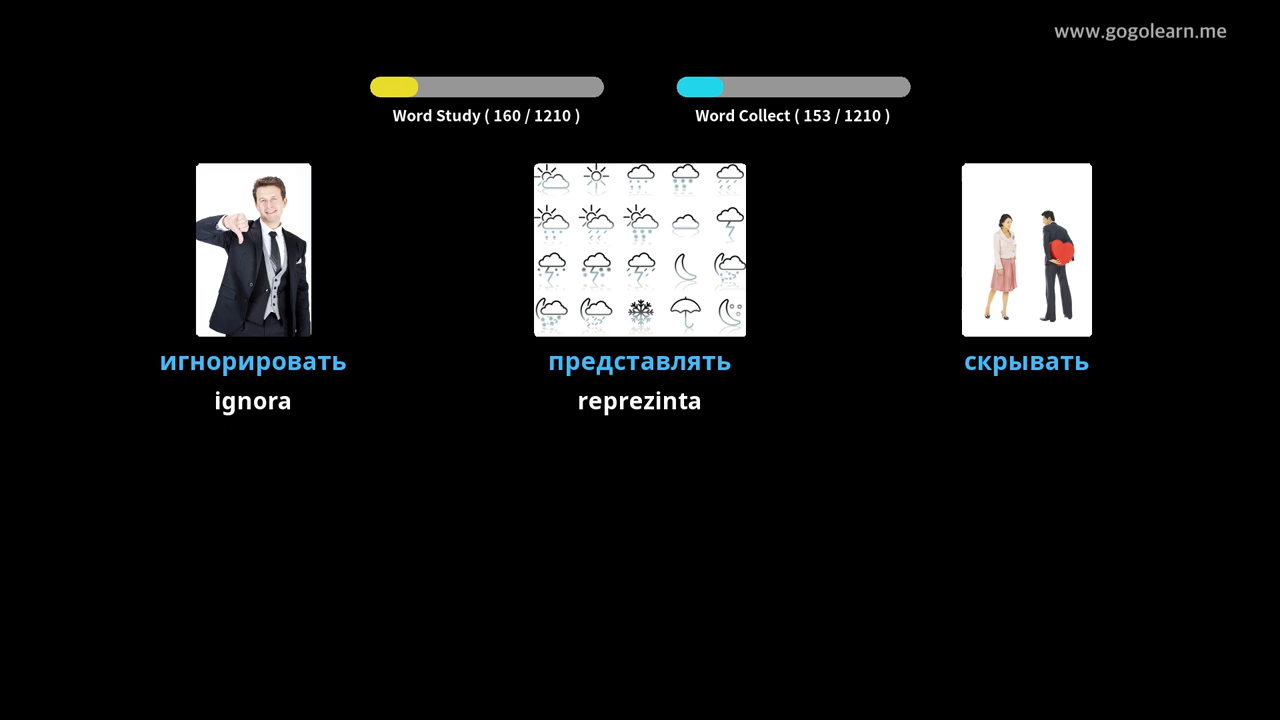 www.gogolearn.me
Word Study ( 160 / 1210 )
Word Collect ( 153 / 1210 )
игнорировать
представлять
скрывать
ignora
reprezinta